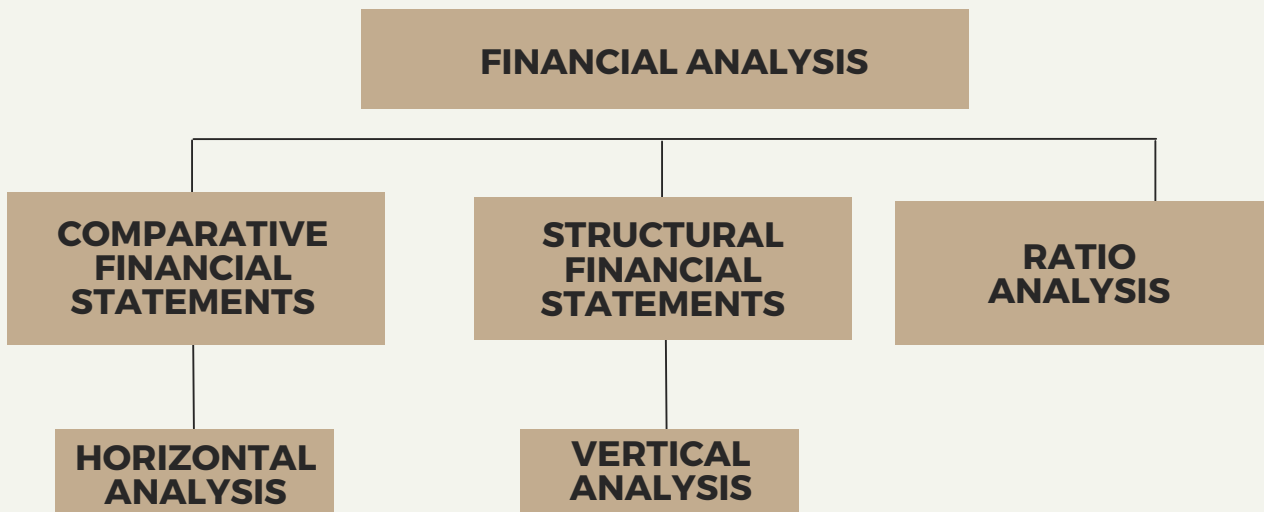 FINANCIAL ANALYSIS
COMPARATIVE
FINANCIAL
STATEMENTS
STRUCTURAL
FINANCIAL
STATEMENTS
RATIO
ANALYSIS
HORIZONTAL
ANALYSIS
VERTICAL
ANALYSIS